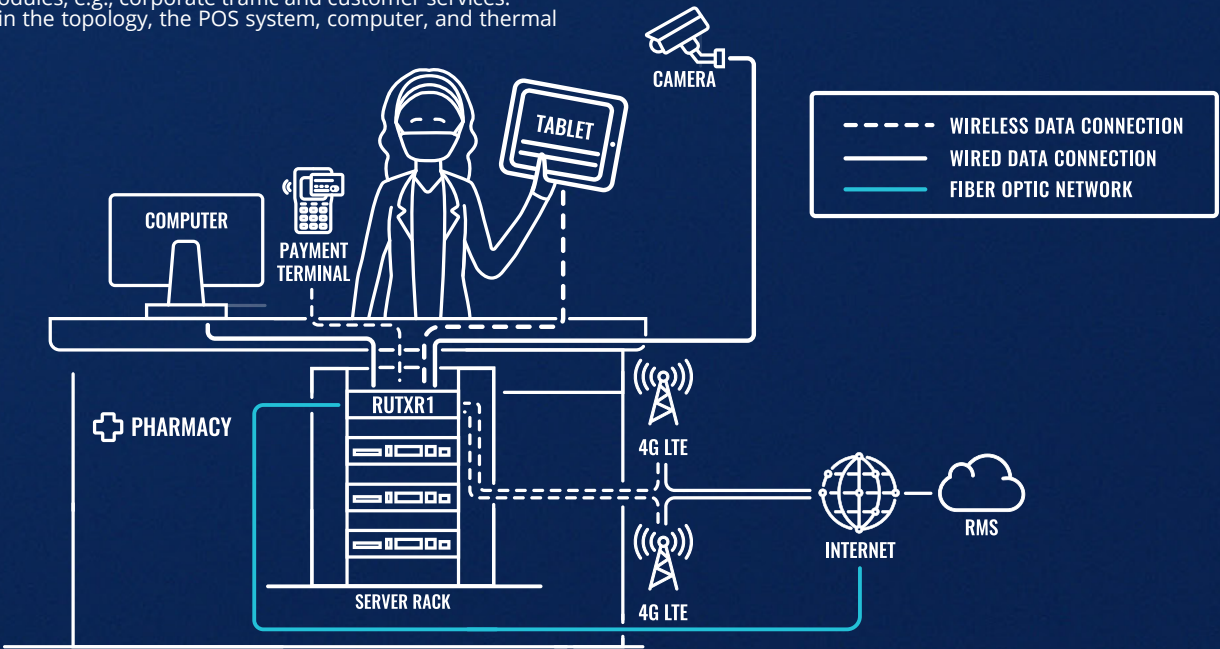 in the topology, the POS system, computer, and thermal
CAMERA
TABLET
WIRELESS DATA CONNECTION
WIRED DATA CONNECTION
FIBER OPTIC NETWORK
COMPUTER
PAYMENT
TERMINAL
RUTXR1
PHARMACY
4G LTE
INTERNET
RMS
SERVER RACK
4G LTE